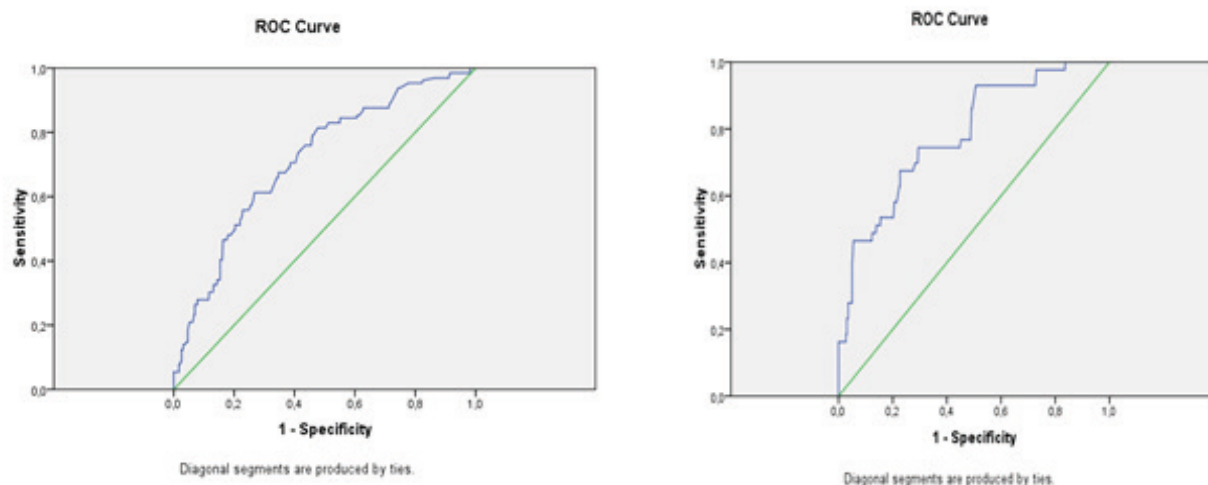 ROC Curve
1,0
0,8
0,6
0,4
0,2
0,0
Sensitivity
0,0 0,2 0,4 0,6 0,8 1,0
1 - Specificity
Diagonal segments are produced by ties.
ROC Curve
1,0
0,8
0,6
0,4
0,2
0,0
Sensitivity
0,0 0,2 0,4 0,6 0,8 1,0
1 - Specificity
Diagonal segments are produced by ties.